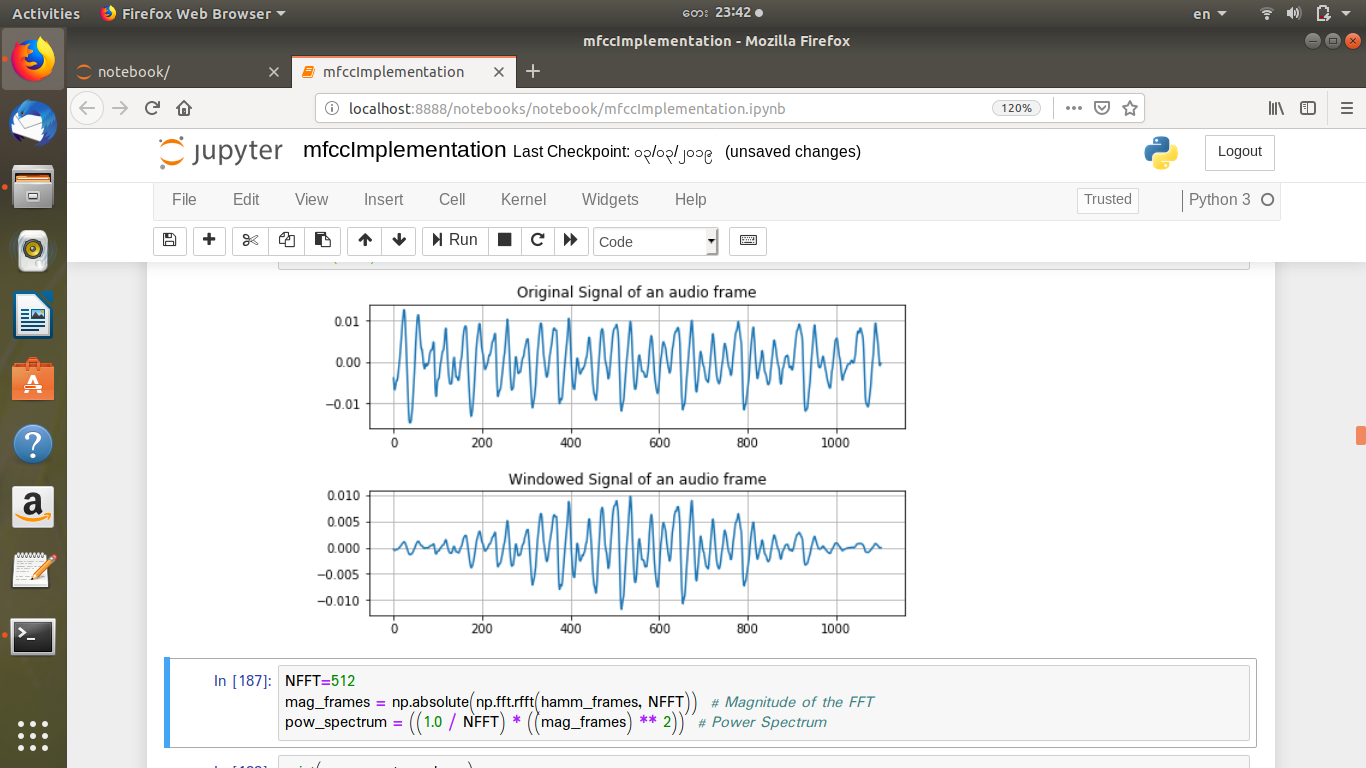 Activities Firefox Web Browser တေး 23:42 en
mfccImplementation - Mozilla Firefox
notebook/ mfccImplementation
localhost:8888/notebooks/notebook/mfccImplementation.ipynb 120%
jupyter mfccImplementation Last Checkpoint: ၀၃/၀၃/၂၀၁၉ (unsaved changes) Logout
File Edit View Insert Cell Kernel Widgets Help Trusted Python 3
Run Code
Original Signal of an audio frame
0.01
0.00
−0.01
0 200 400 600 800 1000
Windowed Signal of an audio frame
0.010
0.005
0.000
−0.005
−0.010
0 200 400 600 800 1000
In [187]: NFFT=512
mag_frames = np.absolute(np.fft.rfft(hamm_frames, NFFT)) # Magnitude of the FFT
pow_spectrum = ((1.0 / NFFT) * ((mag_frames) ** 2)) # Power Spectrum